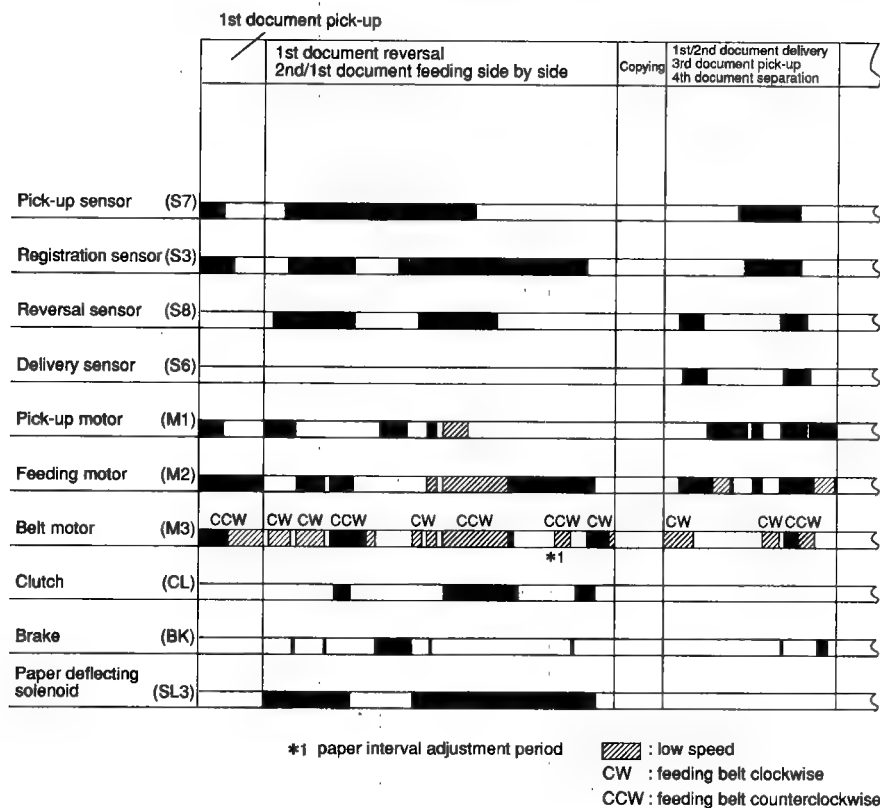 1st document pick-up
1st document reversal
2nd/1st document feeding side by side
Copying
1st/2nd document delivery
3rd document pick-up
4th document separation
Pick-up sensor (S7)
Registration sensor (S3)
Reversal sensor (S8)
Delivery sensor (S6)
Pick-up motor (M1)
Feeding motor (M2)
CCW CW CW CCW CW CCW CCW CW CW CW CCW
Belt motor (M3)
*1
Clutch (CL)
Brake (BK)
Paper deflecting
solenoid (SL3)
*1 paper interval adjustment period
: low speed
CW : feeding belt clockwise
CCW : feeding belt counterclockwise